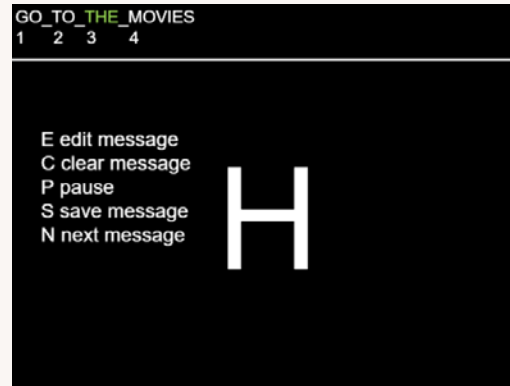 GO_TO_THE_MOVIES
1 2 3 4
E edit message
C clear message
P pause
S save message
N next message
H